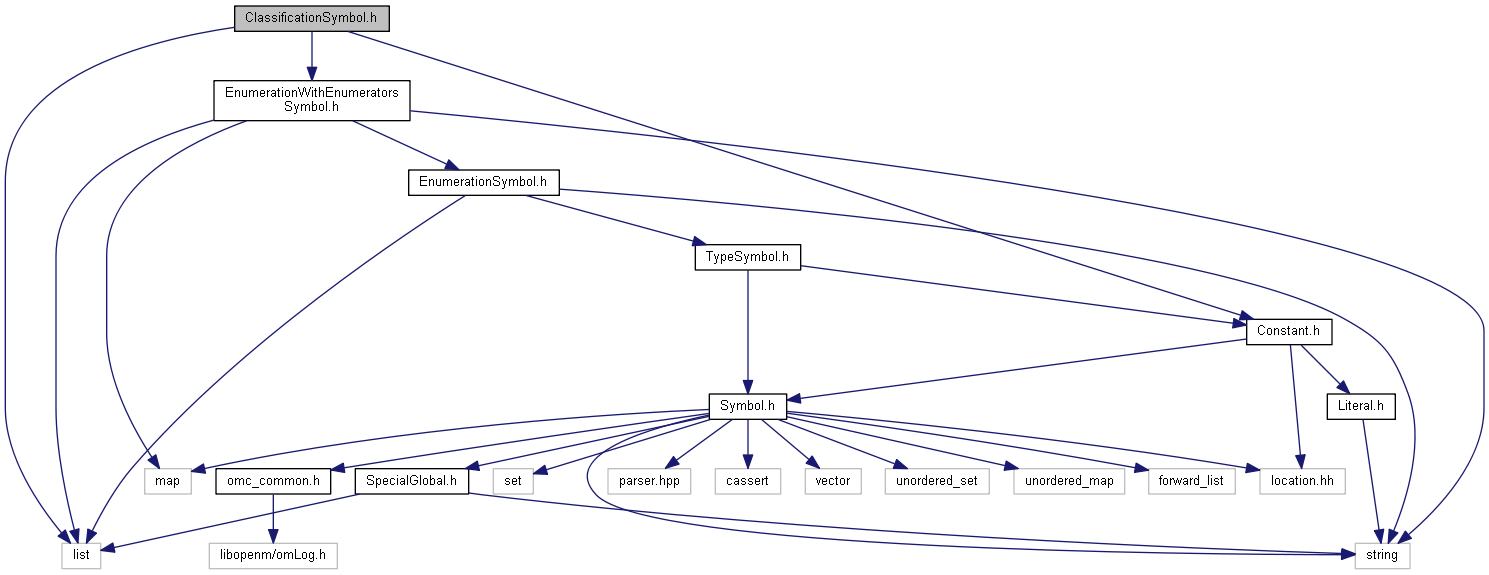 ClassificationSymbol.h
EnumerationWithEnumerators
Symbol.h
EnumerationSymbol.h
TypeSymbol.h
Constant.h
Symbol.h
Literal.h
map
omc_common.h
SpecialGlobal.h
set
parser.hpp
cassert
vector
unordered_set
unordered_map
forward_list
location.hh
list
libopenm/omLog.h
string